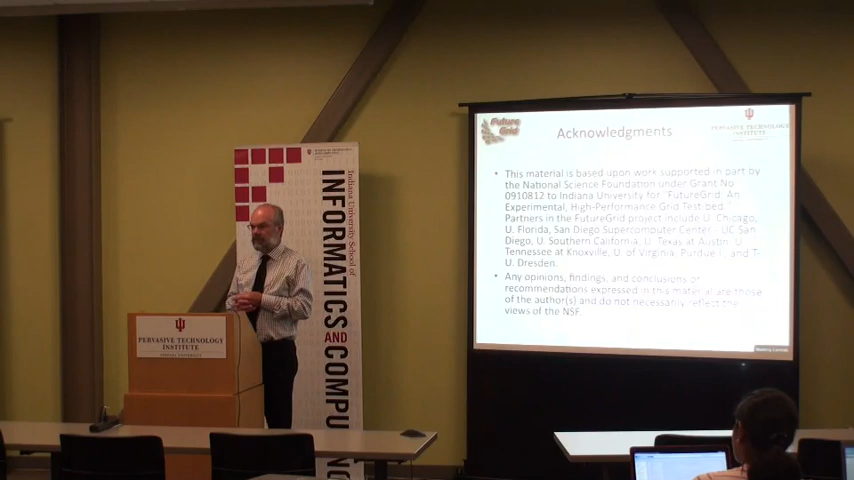 Future
Grid
Acknowledgments
PERVASIVE TECHNOLOGY
INSTITUTE
• This material is based upon work supported in part by
the National Science Foundation under Grant No.
0910812 to Indiana University for "FutureGrid: An
Experimental, High-Performance Grid Test-bed."
Partners in the FutureGrid project include U. Chicago,
U. Florida, San Diego Supercomputer Center - UC San
Diego, U. Southern California, U. Texas at Austin, U.
Tennessee at Knoxville, U. of Virginia, Purdue I., and T-
U. Dresden.
• Any opinions, findings, and conclusions or
recommendations expressed in this material are those
of the author(s) and do not necessarily reflect the
views of the NSF.
Indiana University School of
INFORMATICS AND COMPU NG
PERVASIVE TECHNOLOGY
INSTITUTE
INDIANA UNIVERSITY